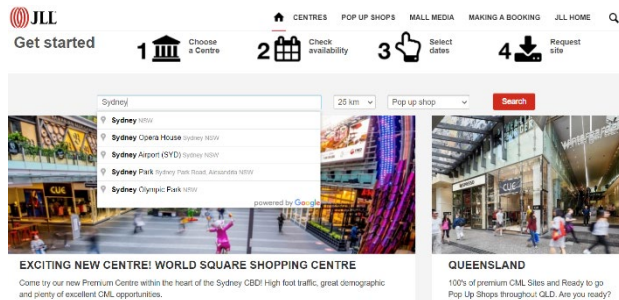 JLL
CENTRES POP UP SHOPS MALL MEDIA MAKING A BOOKING JLL HOME
Get started
1 Choose a Centre
2 Check availability
3 Select dates
4 Request site
Sydney 25 km Pop up shop Search
Sydney NSW
Sydney Opera House Sydney NSW
Sydney Airport (SYD) Sydney NSW
Sydney Park Sydney Park Road, Alexandria NSW
Sydney Olympic Park NSW
powered by Google
CUE
CUE
EXCITING NEW CENTRE! WORLD SQUARE SHOPPING CENTRE
Come try our new Premium Centre within the heart of the Sydney CBD! High foot traffic, great demographic
and plenty of excellent CML opportunities.
QUEENSLAND
100's of premium CML Sites and Ready to go
Pop Up Shops throughout QLD. Are you ready?